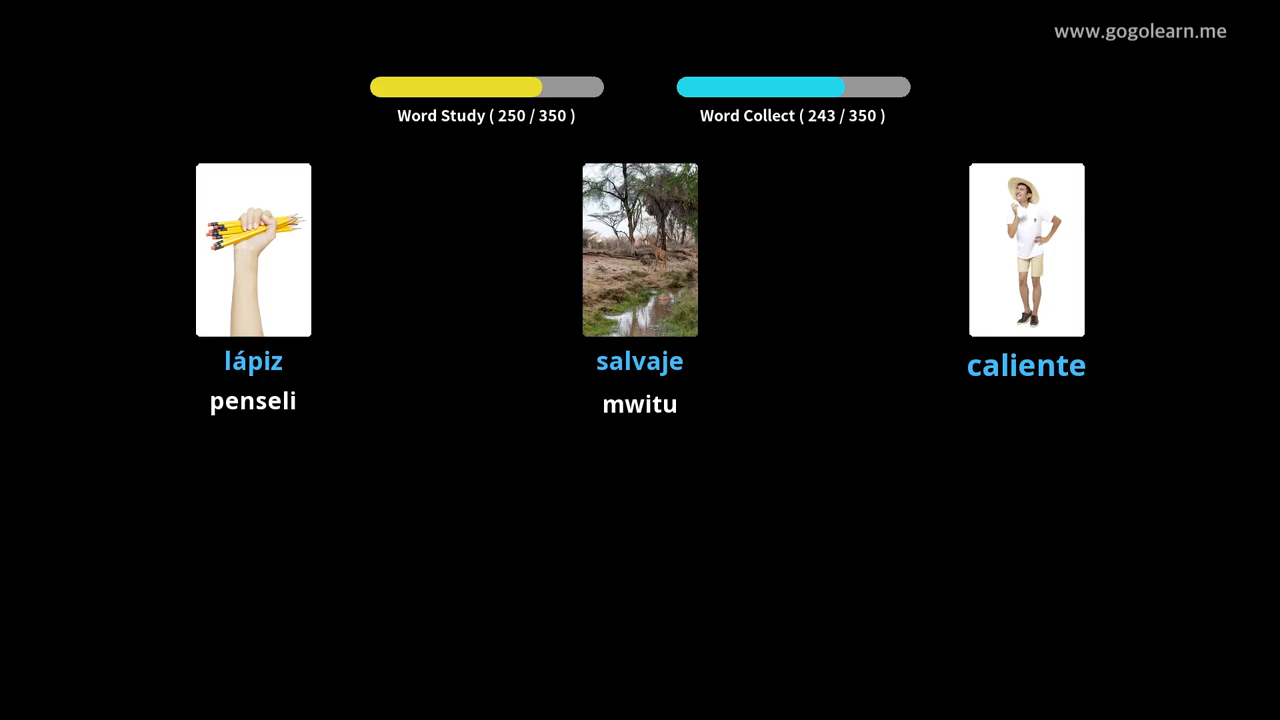 www.gogolearn.me
Word Study ( 250 / 350 )
Word Collect ( 243 / 350 )
lápiz
penseli
salvaje
mwitu
caliente